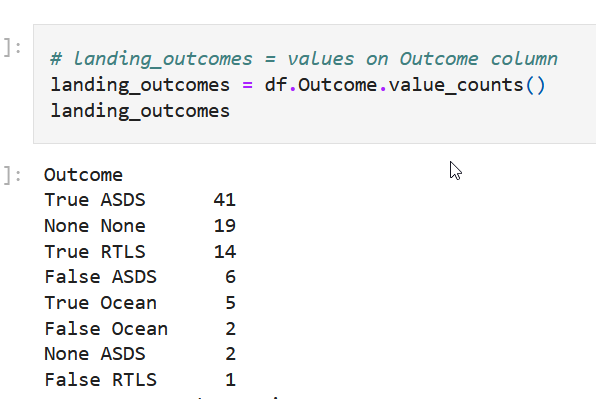 ]:
# landing_outcomes = values on Outcome column
landing_outcomes = df.Outcome.value_counts()
landing_outcomes
]:
Outcome
True ASDS 41
None None 19
True RTLS 14
False ASDS 6
True Ocean 5
False Ocean 2
None ASDS 2
False RTLS 1